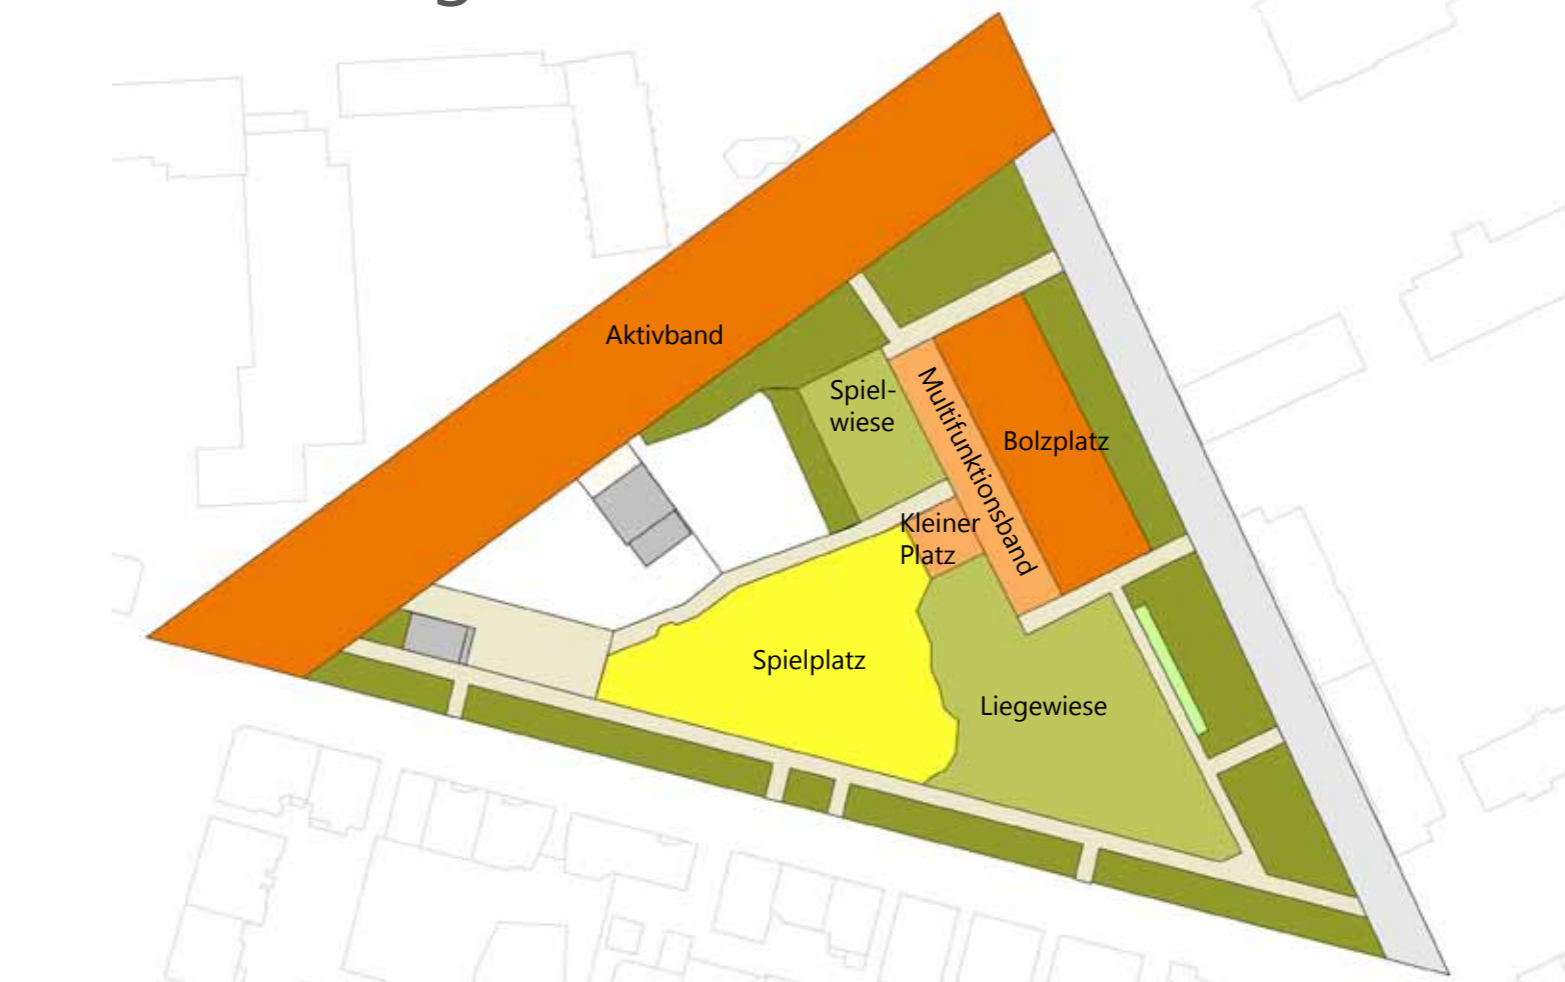 Aktivband
Spiel-
wiese
Multifunktionsband
Bolzplatz
Kleiner
Platz
Spielplatz
Liegewiese